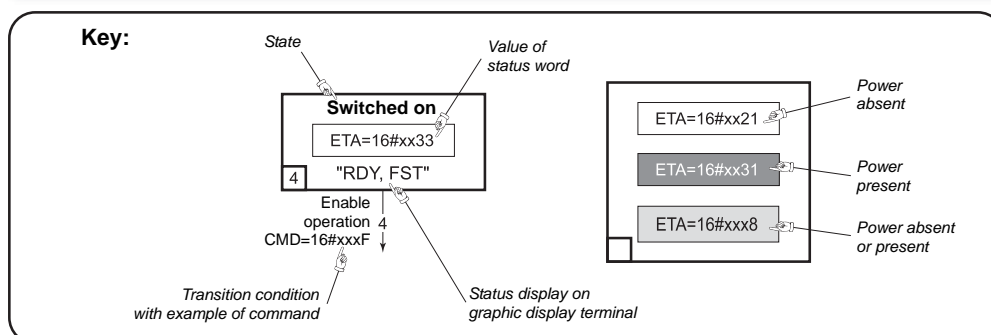 Key:
State
Value of
status word
Switched on
ETA=16#xx33
4
"RDY, FST"
Enable
operation 4
CMD=16#xxxF
Transition condition
with example of command
Status display on
graphic display terminal
ETA=16#xx21
Power
absent
ETA=16#xx31
Power
present
ETA=16#xxx8
Power absent
or present